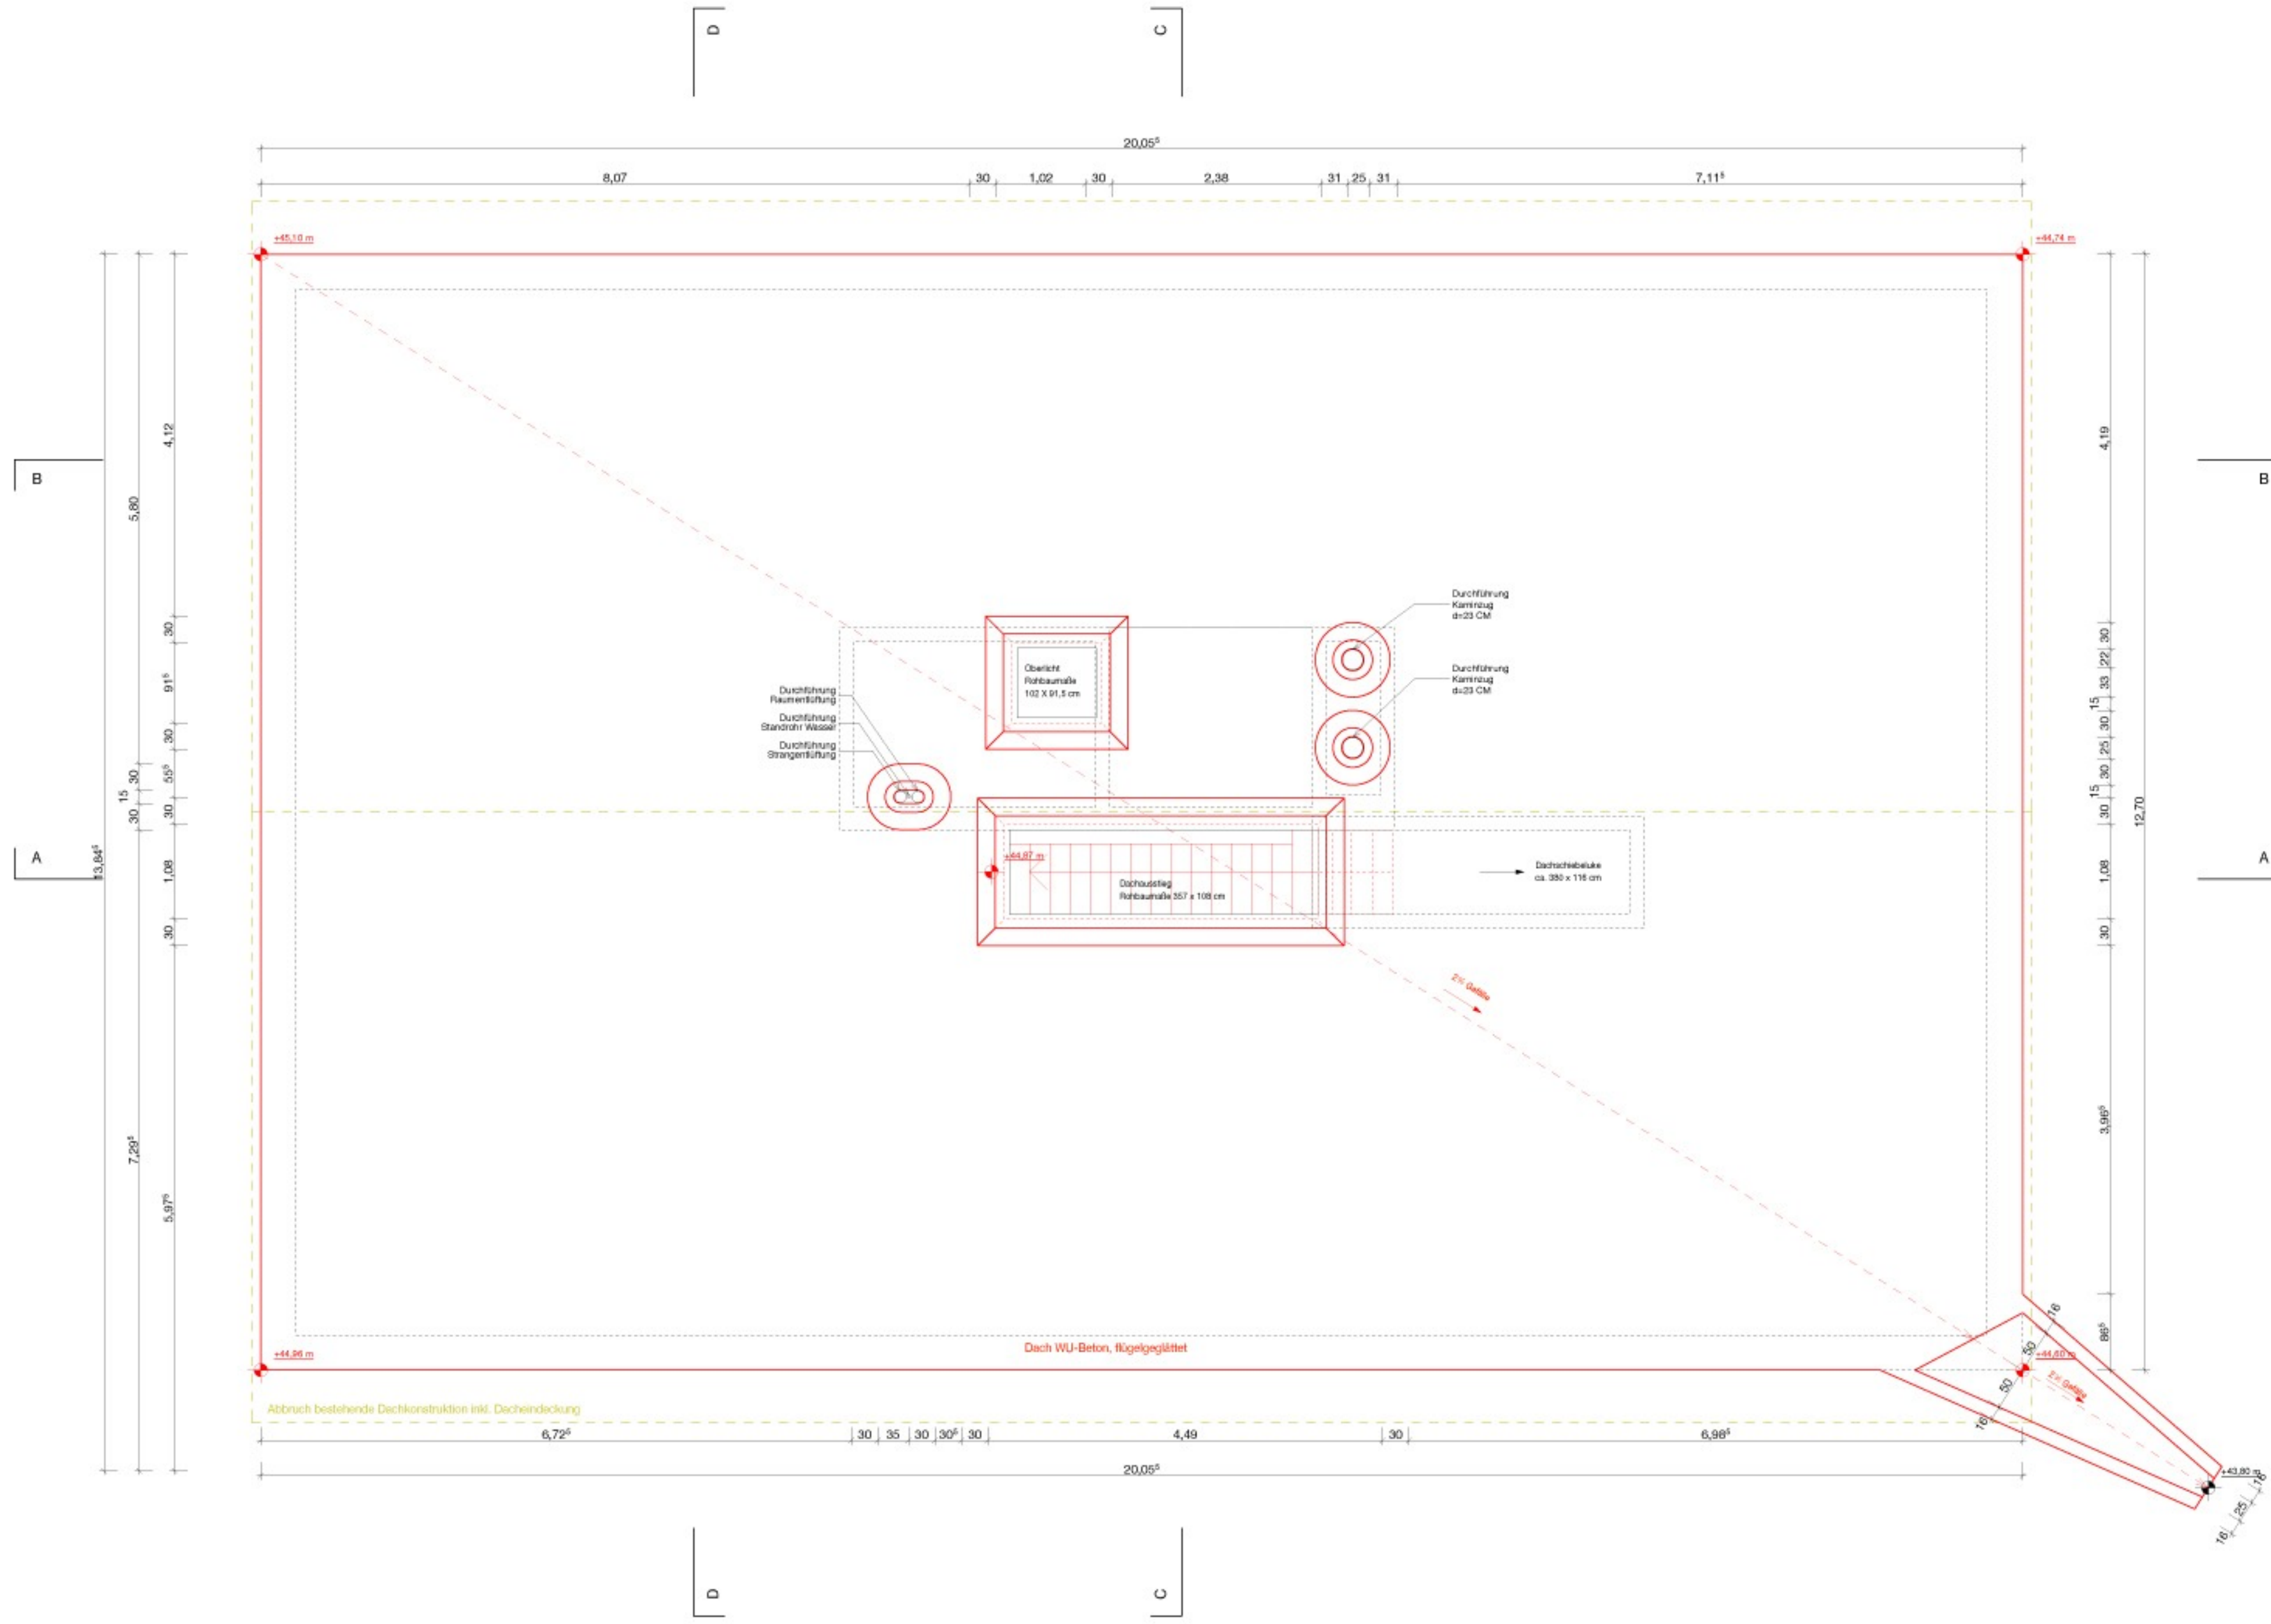 D
C
20,05⁵
8,07
30
1,02
30
2,38
31
25
31
7,11⁵
+45,10 m
+44,74 m
4,12
4,19
B
B
5,80
Durchführung
Kaminzug
d=23 CM
30
30
22
Oberlicht
Rohbaumaße
102 X 91,5 cm
Durchführung
Kaminzug
d=23 CM
91⁵
33
Durchführung
Raumentlüftung
15
Durchführung
Standrohr Wasser
30
30
Durchführung
Strangentlüftung
25
30
55⁵
30
15
15
30
30
30
12,70
A
A
13,84⁵
+44,87 m
1,08
1,08
Dachschiebeluke
ca. 380 x 116 cm
Dachausstieg
Rohbaumaße 357 x 108 cm
30
30
2% Gefälle
7,29⁵
3,96⁵
5,97⁵
16
86⁵
50
Dach WU-Beton, flügelgeglättet
+44,96 m
+44,60 m
50
2% Gefälle
Abbruch bestehende Dachkonstruktion inkl. Dacheindeckung
16
6,72⁵
30
35
30
30⁵
30
4,49
30
6,98⁵
20,05⁵
+43,80 m
16
25
16
D
C